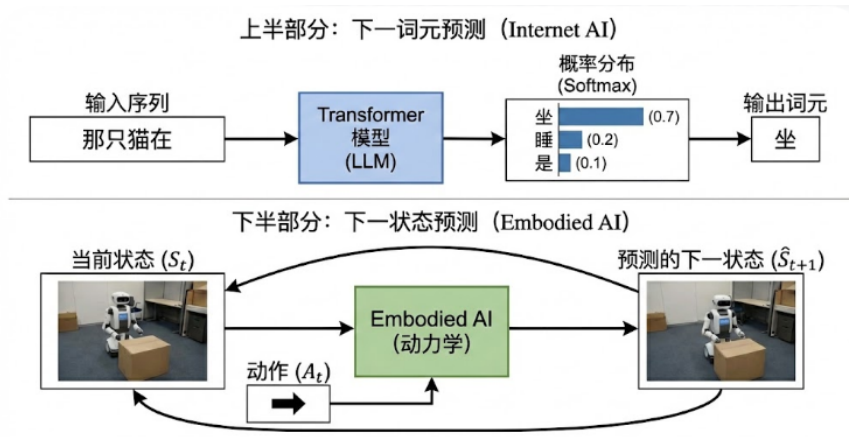 上半部分：下一词元预测（Internet AI）
输入序列
那只猫在
Transformer
模型
(LLM)
概率分布
(Softmax)
坐 (0.7)
睡 (0.2)
是 (0.1)
输出词元
坐
下半部分：下一状态预测（Embodied AI）
当前状态 (S_t)
Embodied AI
(动力学)
动作 (A_t)
预测的下一状态 (Ŝ_{t+1})